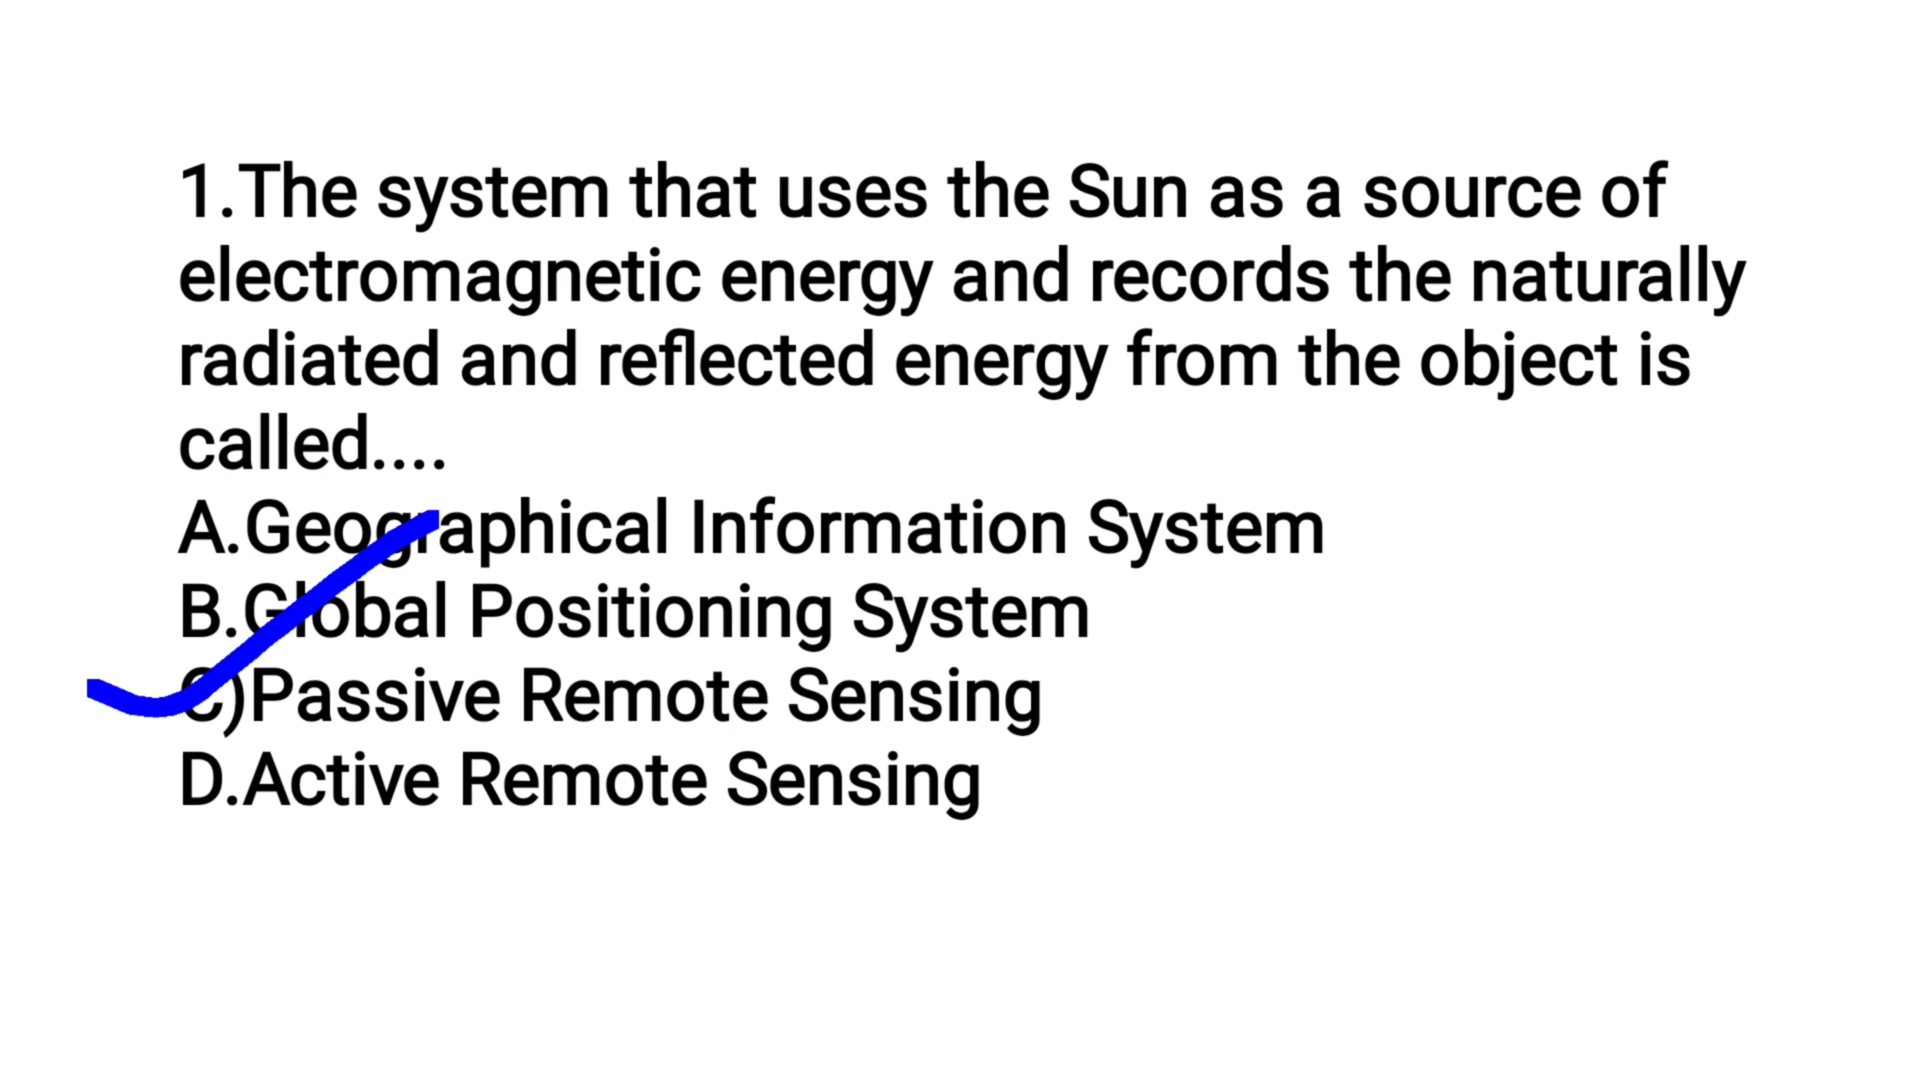 1.The system that uses the Sun as a source of
electromagnetic energy and records the naturally
radiated and reflected energy from the object is
called....
A.Geographical Information System
B.Global Positioning System
C)Passive Remote Sensing
D.Active Remote Sensing